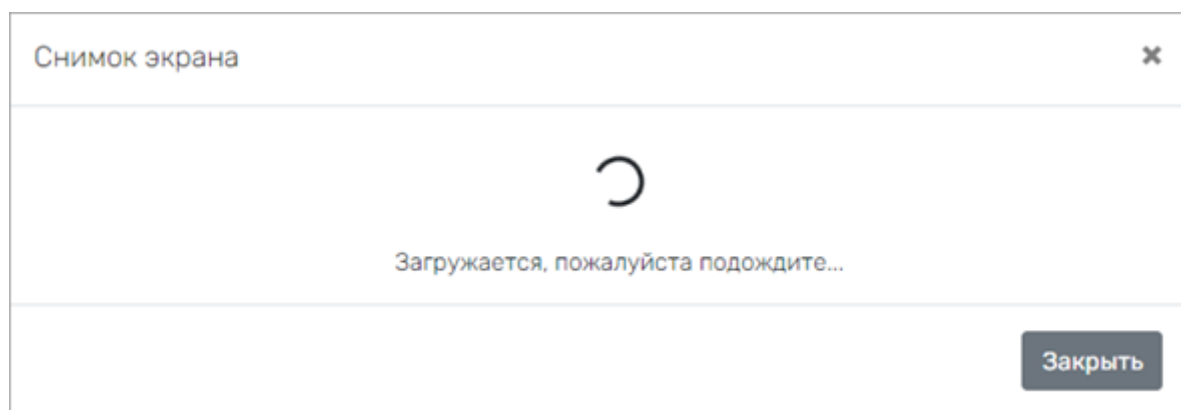 Снимок экрана
Загружается, пожалуйста подождите...
Закрыть